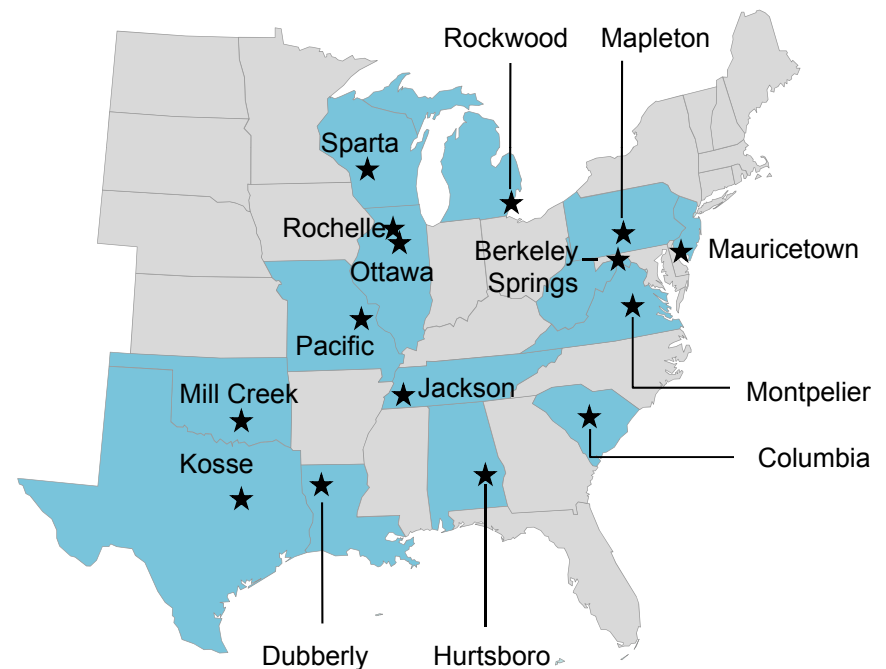 Rockwood
Mapleton
Sparta
Rochelle
Ottawa
Berkeley
Springs
Mauricetown
Pacific
Mill Creek
Jackson
Montpelier
Kosse
Columbia
Dubberly
Hurtsboro